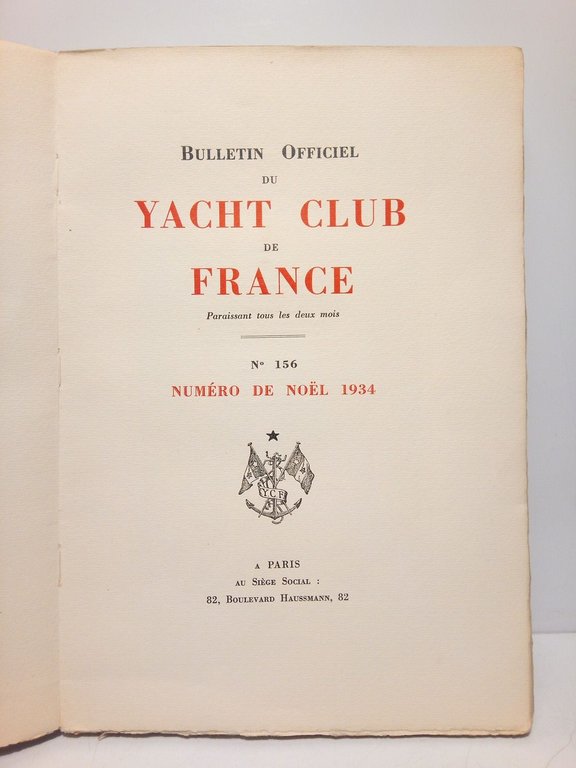 BULLETIN OFFICIEL
DU
YACHT CLUB
DE
FRANCE
Paraissant tous les deux mois
N° 156
NUMÉRO DE NOËL 1934
YCF
A PARIS
AU SIÈGE SOCIAL :
82, BOULEVARD HAUSSMANN, 82